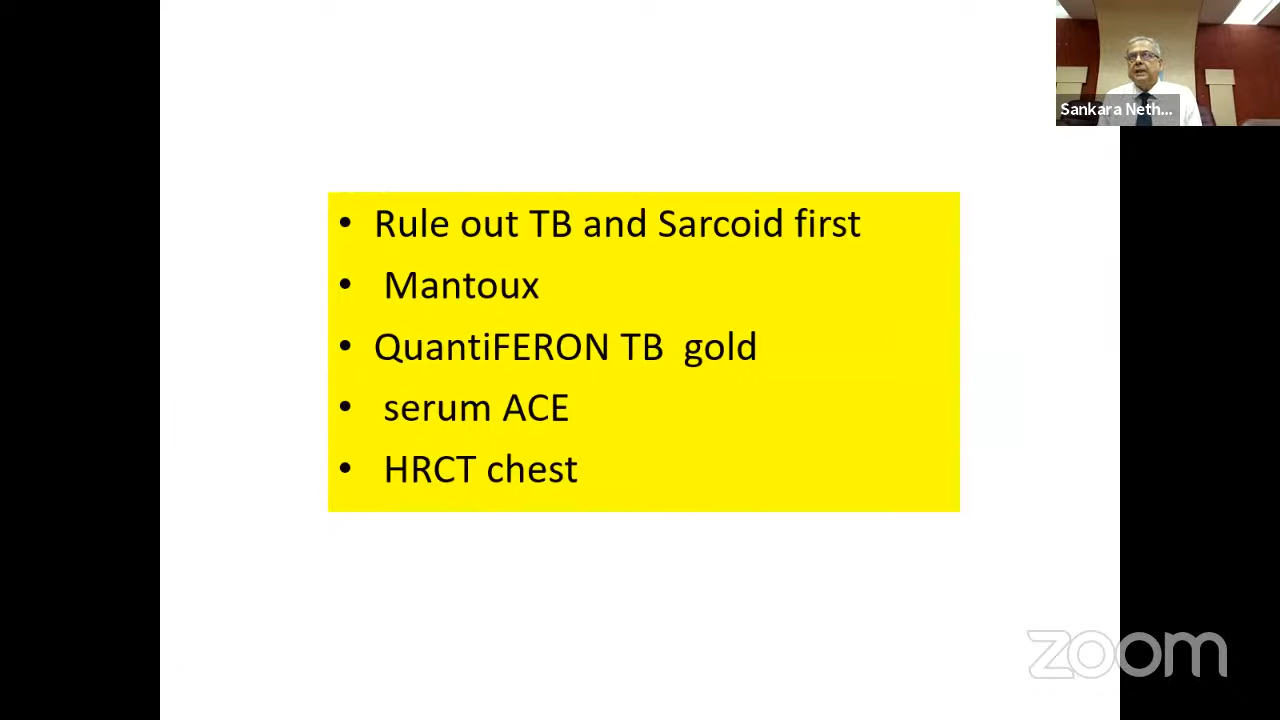 Sankara Neth...
• Rule out TB and Sarcoid first
• Mantoux
• QuantiFERON TB gold
• serum ACE
• HRCT chest
zoom